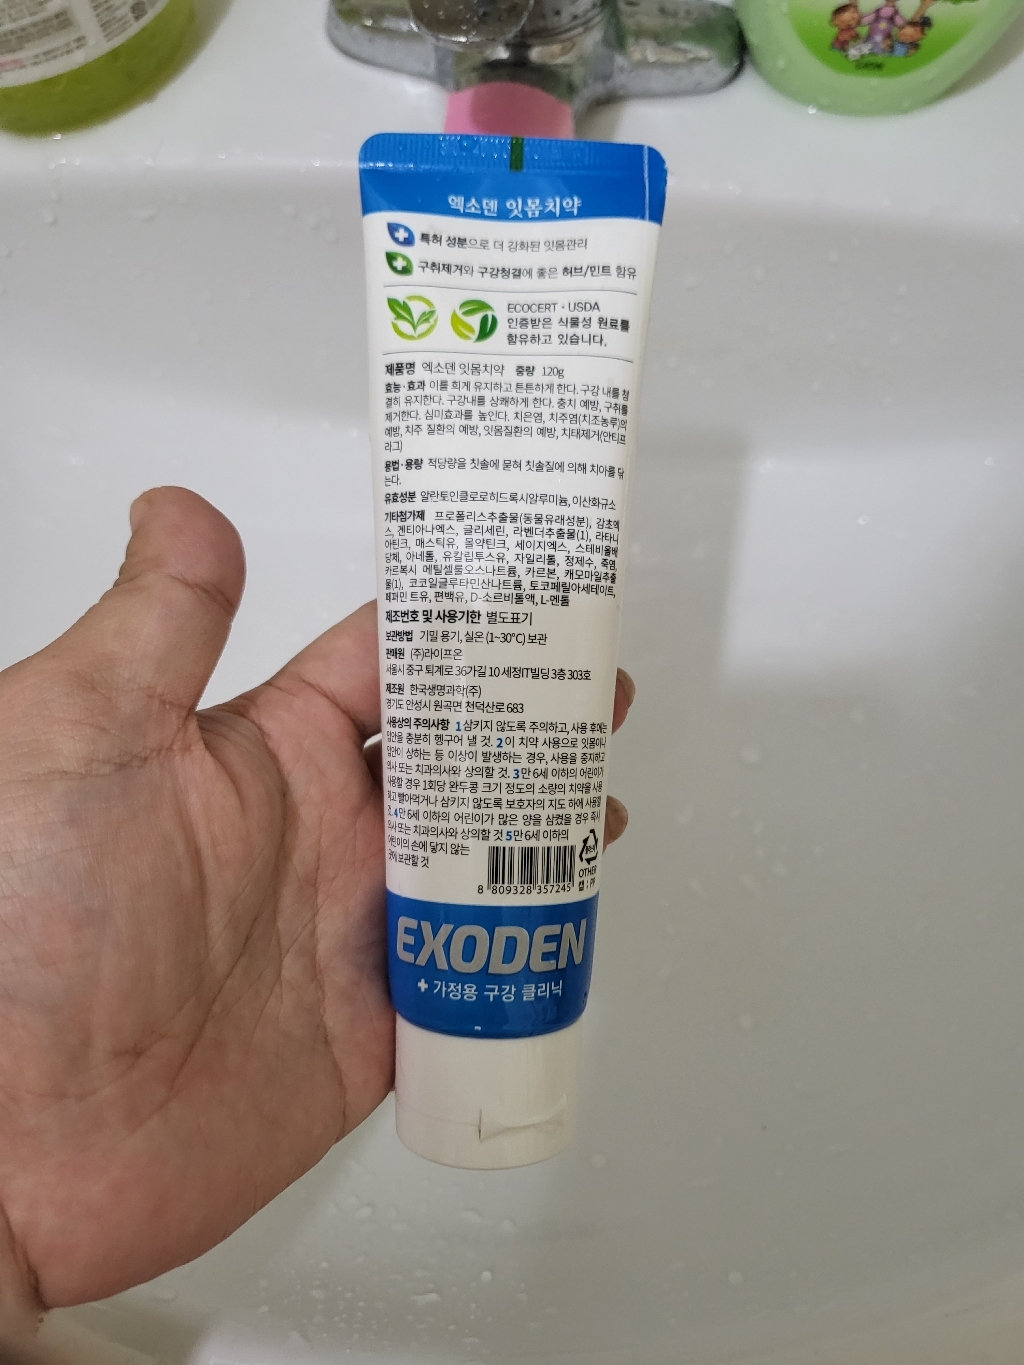 엑소덴 잇몸치약
특허 성분으로 더 강화된 잇몸관리
구취제거와 구강청결에 좋은 허브/민트 함유
ECOCERT · USDA
인증받은 식물성 원료를
함유하고 있습니다.
제품명 엑소덴 잇몸치약 중량 120g
효능·효과 이를 희게 유지하고 튼튼하게 한다. 구강 내를 청
결히 유지한다. 구강내를 상쾌하게 한다. 충치 예방, 구취를
제거한다. 심미효과를 높인다. 치은염, 치주염(치조농루)의
예방, 치주 질환의 예방, 잇몸질환의 예방, 치태제거(안티프
라그)
용법·용량 적당량을 칫솔에 묻혀 칫솔질에 의해 치아를 닦
는다.
유효성분 알란토인클로로히드록시알루미늄, 이산화규소
기타첨가제 프로폴리스추출물(동물유래성분), 감초엑
스, 겐티아나엑스, 글리세린, 라벤더추출물(1), 라타니
아틴크, 매스틱유, 몰약틴크, 세이지엑스, 스테비올배
당체, 아네톨, 유칼립투스유, 자일리톨, 정제수, 죽염,
카르복시 메틸셀룰오스나트륨, 카르본, 캐모마일추출
물(1), 코코일글루타민산나트륨, 토코페릴아세테이트,
페퍼민 트유, 편백유, D-소르비톨액, L-멘톨
제조번호 및 사용기한 별도표기
보관방법 기밀 용기, 실온 (1~30°C) 보관
판매원 (주)라이프온
서울시 중구 퇴계로 36가길 10 세정IT빌딩 3층 303호
제조원 한국생명과학(주)
경기도 안성시 원곡면 천덕산로 683
사용상의 주의사항 1 삼키지 않도록 주의하고, 사용 후에는
입안을 충분히 헹구어 낼 것. 2 이 치약 사용으로 잇몸이나
입안이 상하는 등 이상이 발생하는 경우, 사용을 중지하고
의사 또는 치과의사와 상의할 것. 3 만 6세 이하의 어린이가
사용할 경우 1회당 완두콩 크기 정도의 소량의 치약을 사용
하고 빨아먹거나 삼키지 않도록 보호자의 지도 하에 사용할
것. 4 만 6세 이하의 어린이가 많은 양을 삼켰을 경우 즉시
의사 또는 치과의사와 상의할 것 5 만 6세 이하의
어린이의 손에 닿지 않는
곳에 보관할 것
OTHER
캡 : PP
8 809328 357245
EXODEN
가정용 구강 클리닉